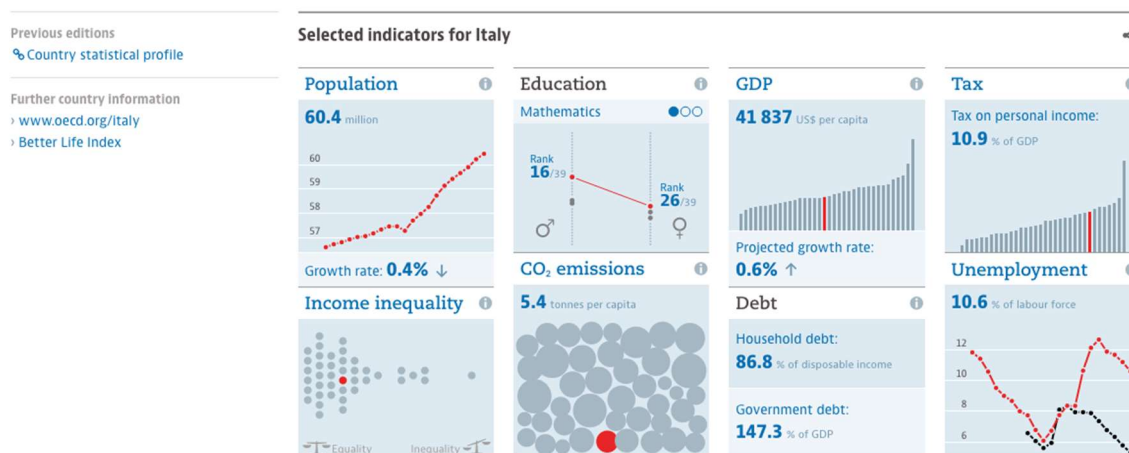 Previous editions
Country statistical profile
Further country information
› www.oecd.org/italy
› Better Life Index
Selected indicators for Italy
Population
60.4 million
60
59
58
57
Growth rate: 0.4% ↓
Income inequality
Equality
Inequality
Education
Mathematics
Rank
16/39
Rank
26/39
CO₂ emissions
5.4 tonnes per capita
GDP
41 837 US$ per capita
Projected growth rate:
0.6% ↑
Debt
Household debt:
86.8 % of disposable income
Government debt:
147.3 % of GDP
Tax
Tax on personal income:
10.9 % of GDP
Unemployment
10.6 % of labour force
12
10
8
6